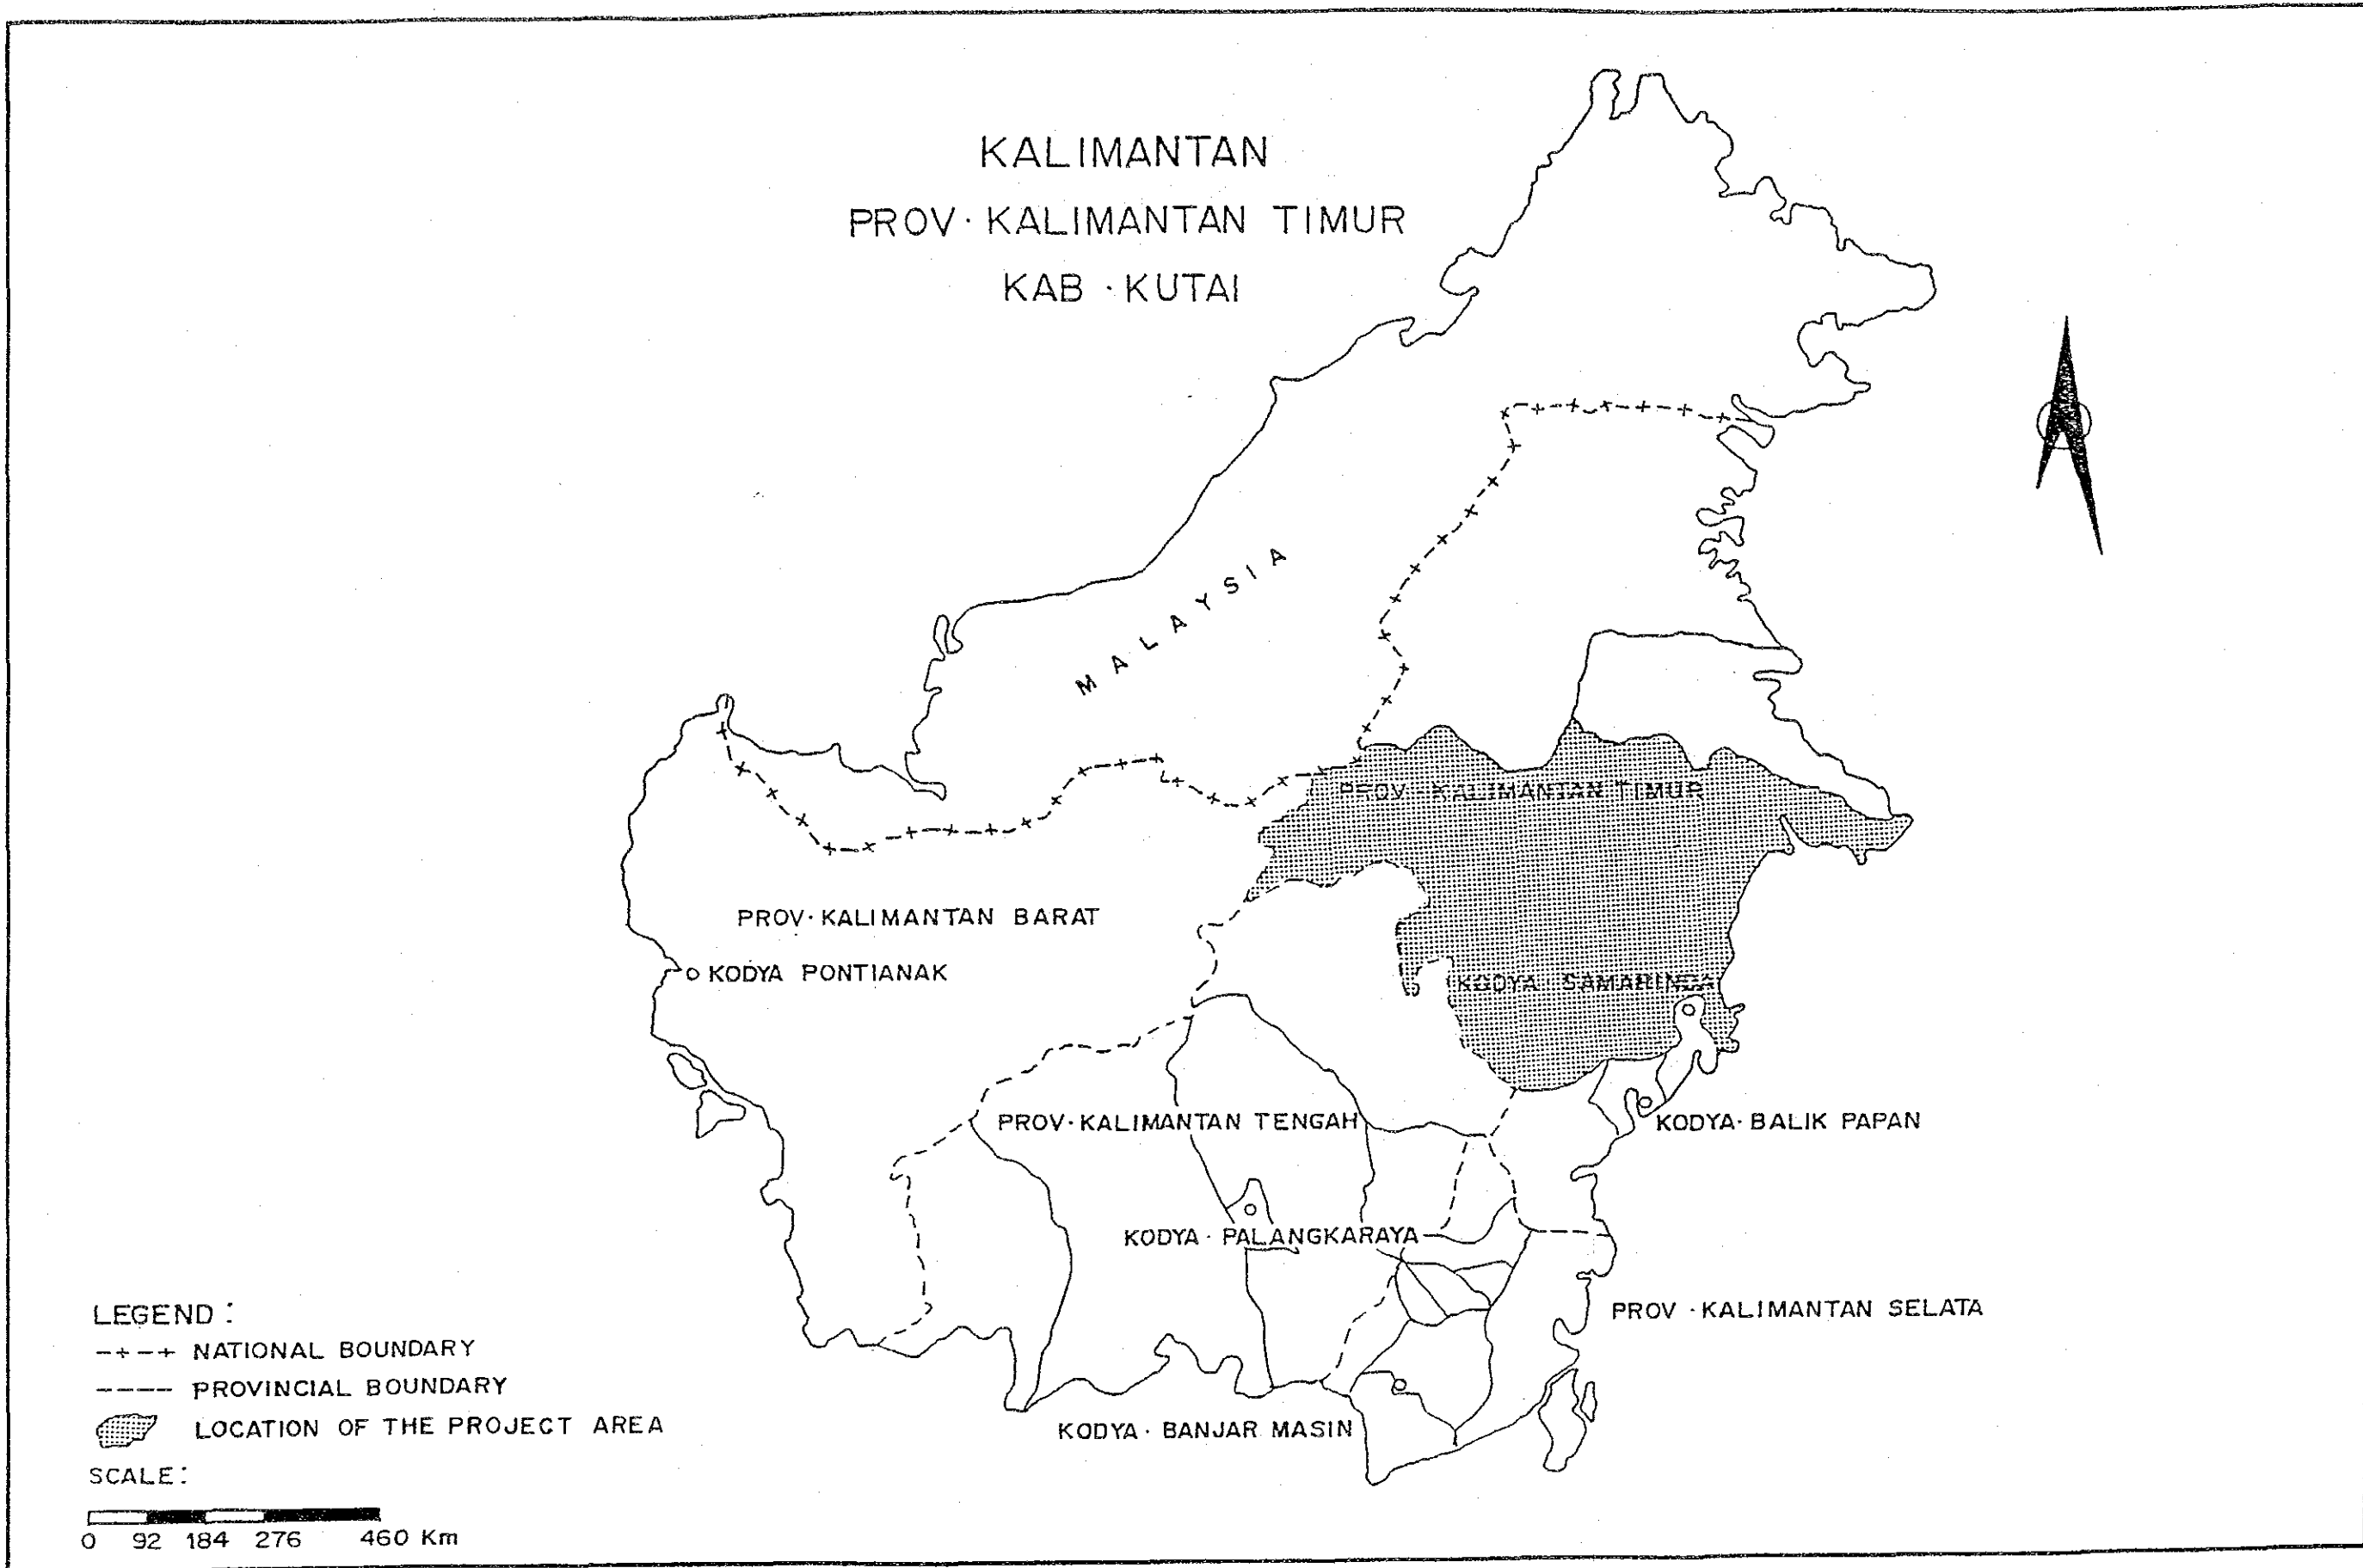 KALIMANTAN
PROV · KALIMANTAN TIMUR
KAB · KUTAI
MALAYSIA
PROV · KALIMANTAN TIMUR
PROV · KALIMANTAN BARAT
KODYA PONTIANAK
KODYA SAMARINDA
PROV · KALIMANTAN TENGAH
KODYA · BALIK PAPAN
KODYA · PALANGKARAYA
PROV · KALIMANTAN SELATA
KODYA · BANJAR MASIN
LEGEND :
NATIONAL BOUNDARY
PROVINCIAL BOUNDARY
LOCATION OF THE PROJECT AREA
SCALE :
0 92 184 276 460 Km